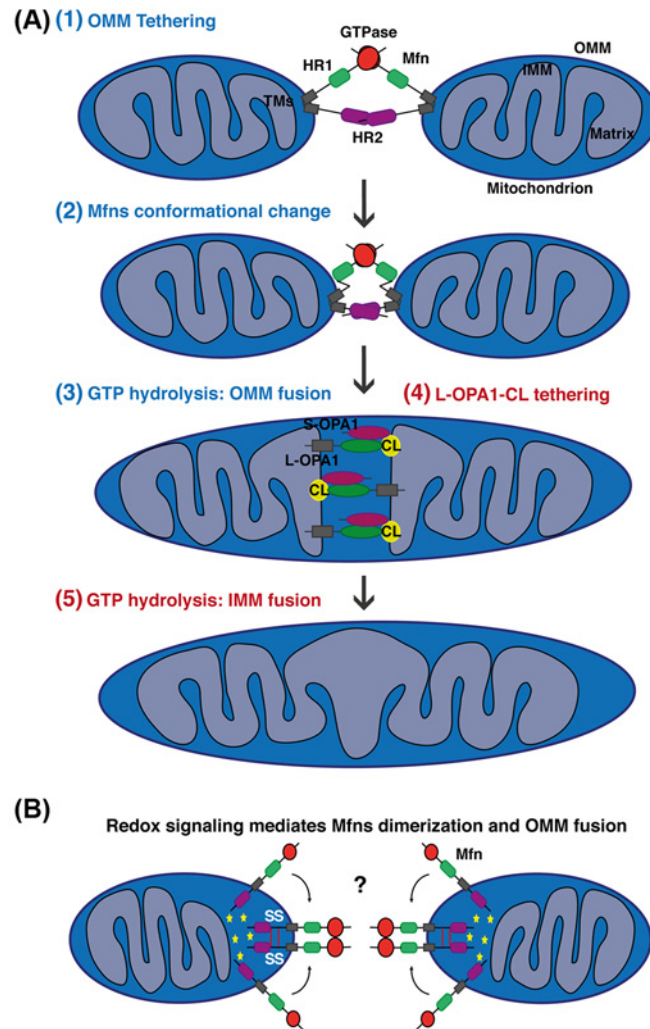 (A) (1) OMM Tethering
GTPase
HR1
Mfn
OMM
IMM
TMs
HR2
Matrix
Mitochondrion
(2) Mfns conformational change
(3) GTP hydrolysis: OMM fusion
(4) L-OPA1-CL tethering
S-OPA1
CL
L-OPA1
CL
CL
(5) GTP hydrolysis: IMM fusion
(B)
Redox signaling mediates Mfns dimerization and OMM fusion
Mfn
?
SS
SS